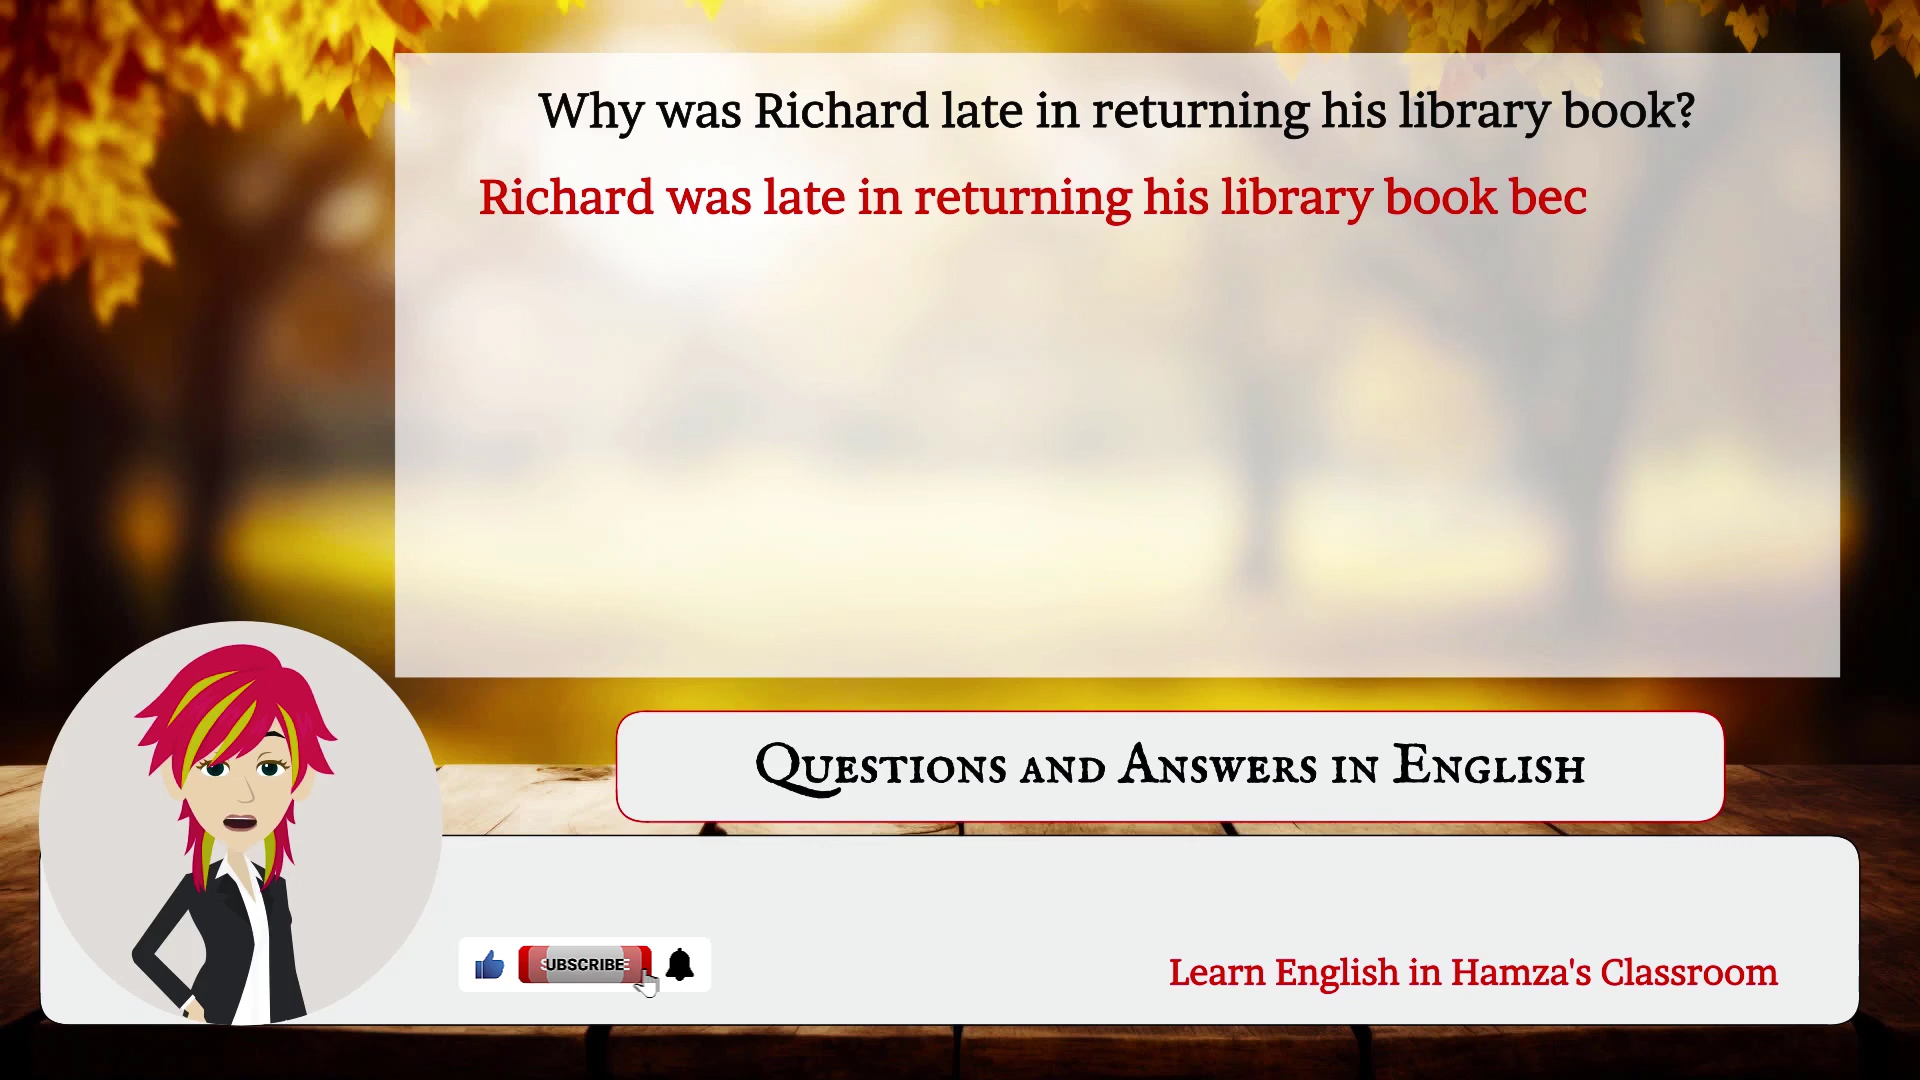 Why was Richard late in returning his library book?
Richard was late in returning his library book bec
Questions and Answers in English
SUBSCRIBE
Learn English in Hamza's Classroom